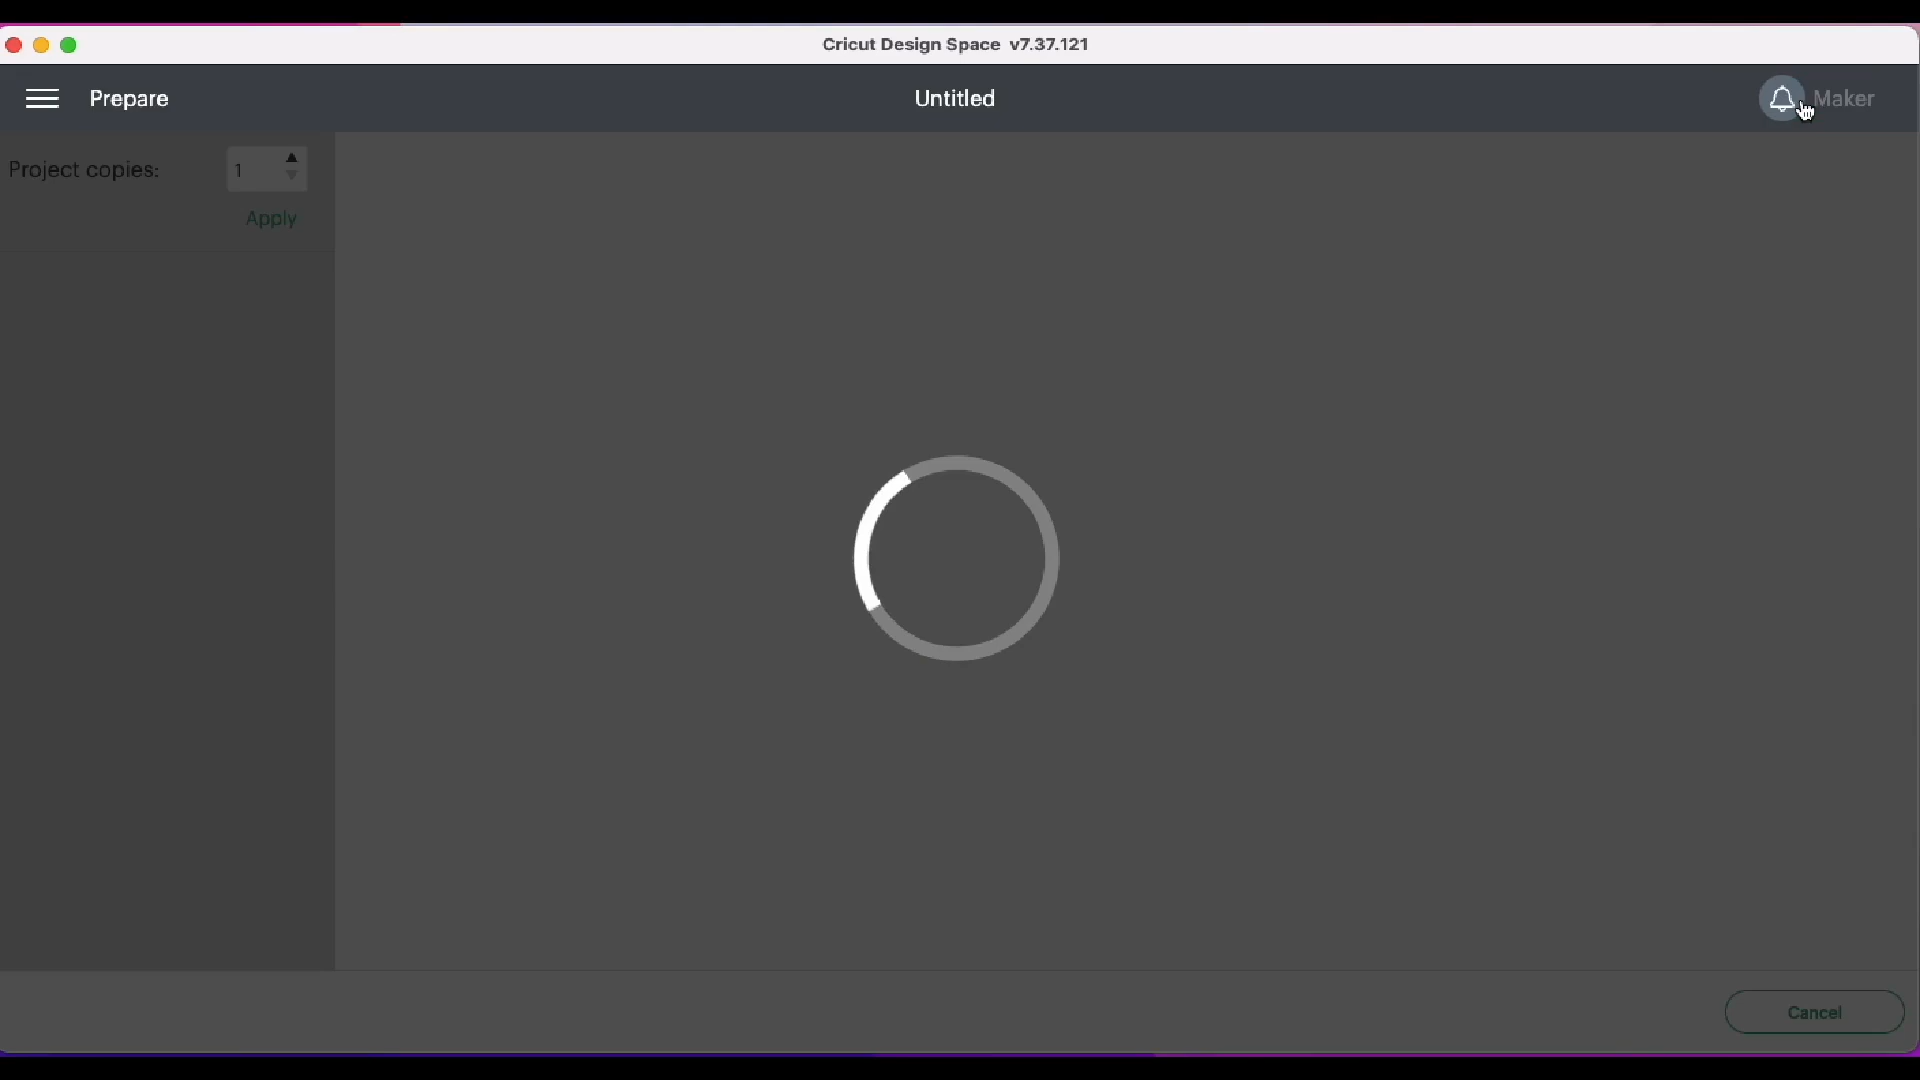 Cricut Design Space v7.37.121
Prepare
Untitled
Maker
Project copies:
1
Apply
Cancel